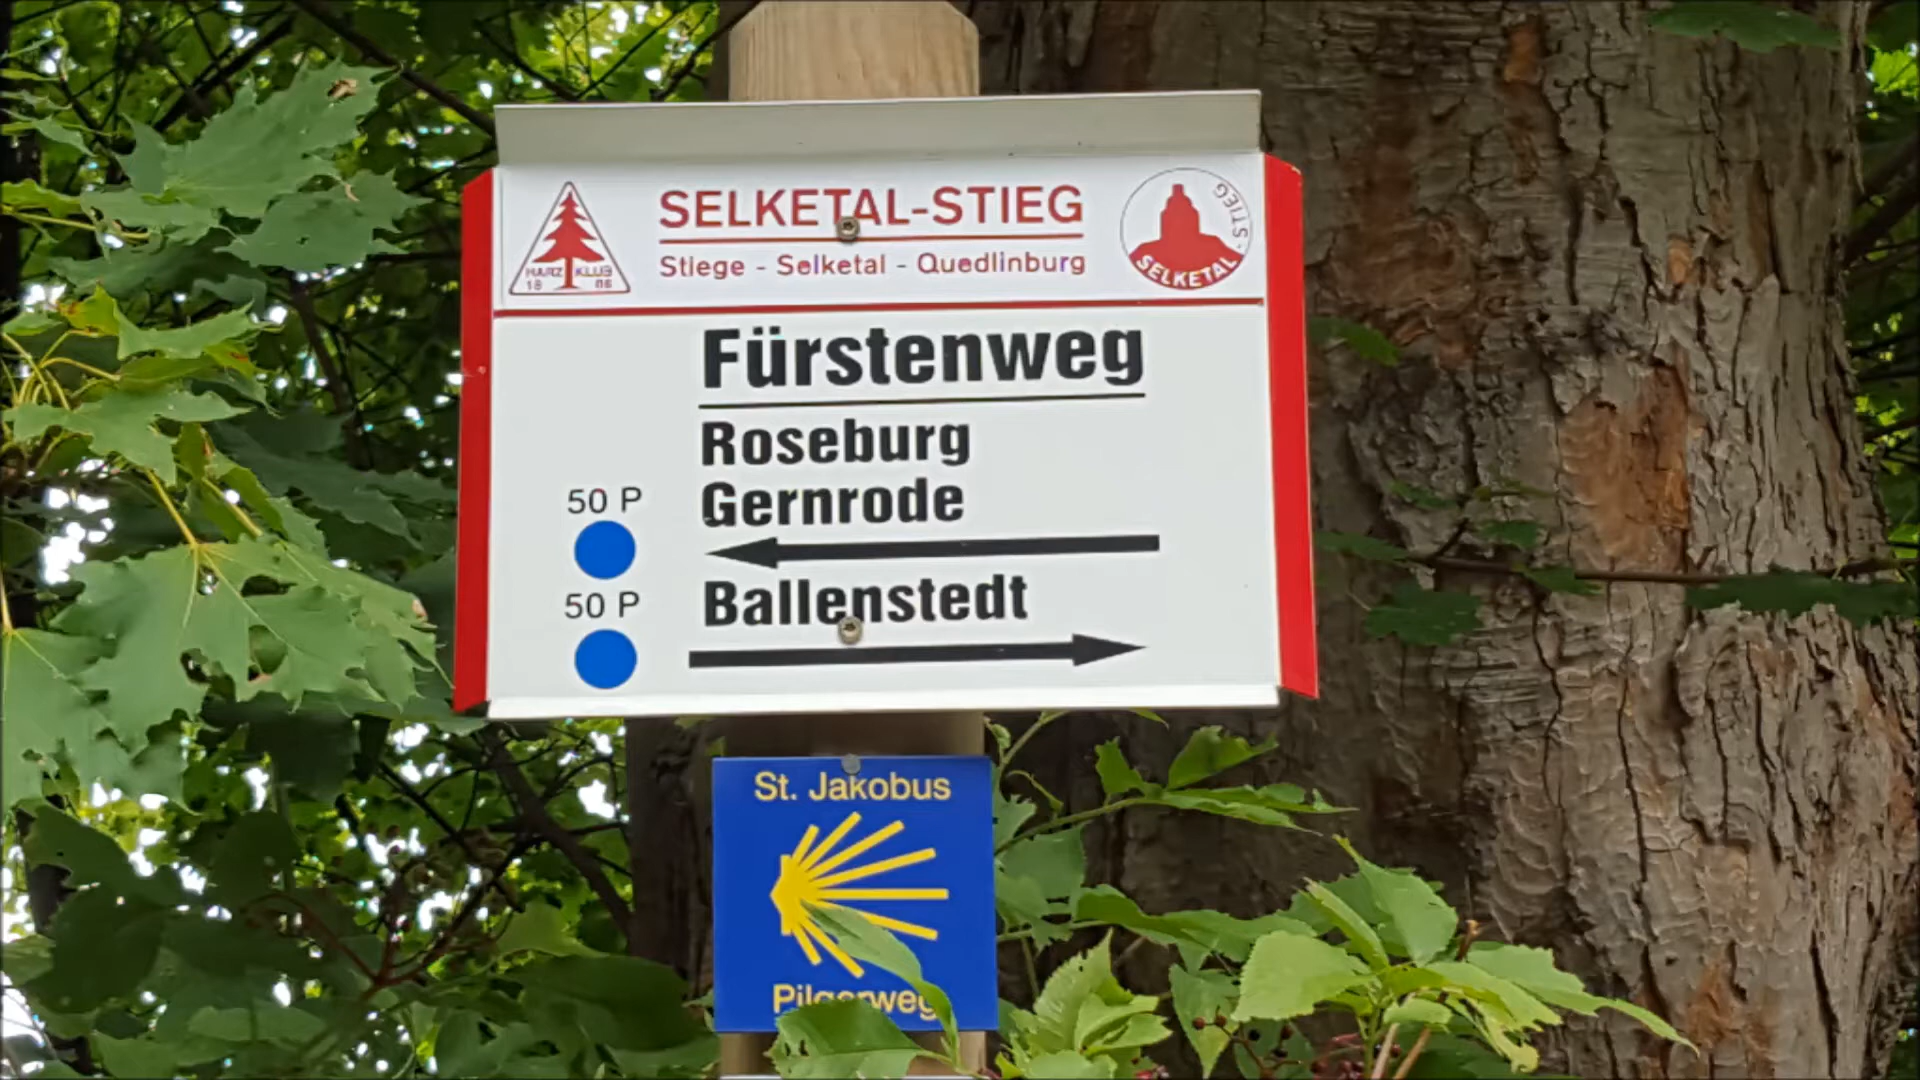 SELKETAL-STIEG
Stiege - Selketal - Quedlinburg
HARZ KLUB
18 86
SELKETAL-STIEG
Fürstenweg
Roseburg
50 P Gernrode
50 P Ballenstedt
St. Jakobus
Pilgerweg